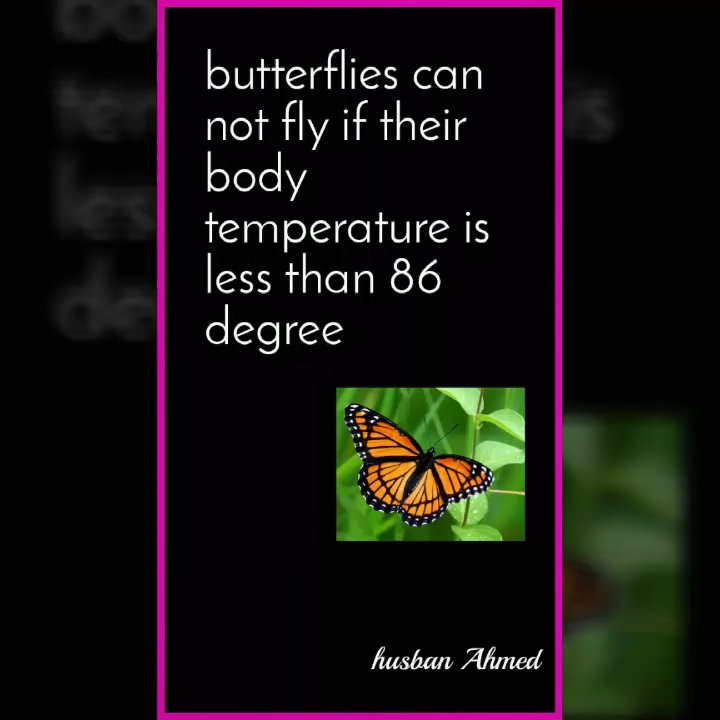 butterflies can
not fly if their
body
temperature is
less than 86
degree
husban Ahmed